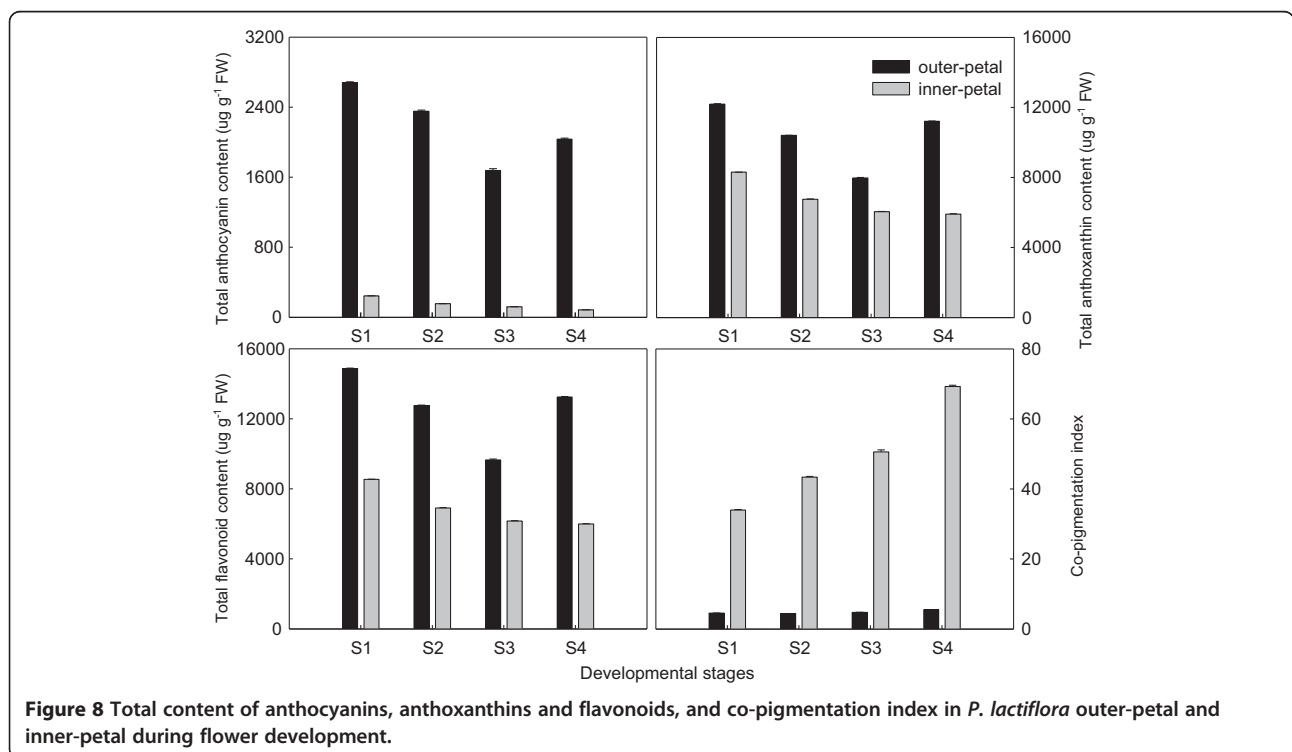 3200
2400
1600
800
0
Total anthocyanin content (ug g⁻¹ FW)
S1 S2 S3 S4
outer-petal
inner-petal
16000
12000
8000
4000
0
Total anthoxanthin content (ug g⁻¹ FW)
S1 S2 S3 S4
16000
12000
8000
4000
0
Total flavonoid content (ug g⁻¹ FW)
S1 S2 S3 S4
80
60
40
20
0
Co-pigmentation index
S1 S2 S3 S4
Developmental stages
Figure 8 Total content of anthocyanins, anthoxanthins and flavonoids, and co-pigmentation index in P. lactiflora outer-petal and
inner-petal during flower development.